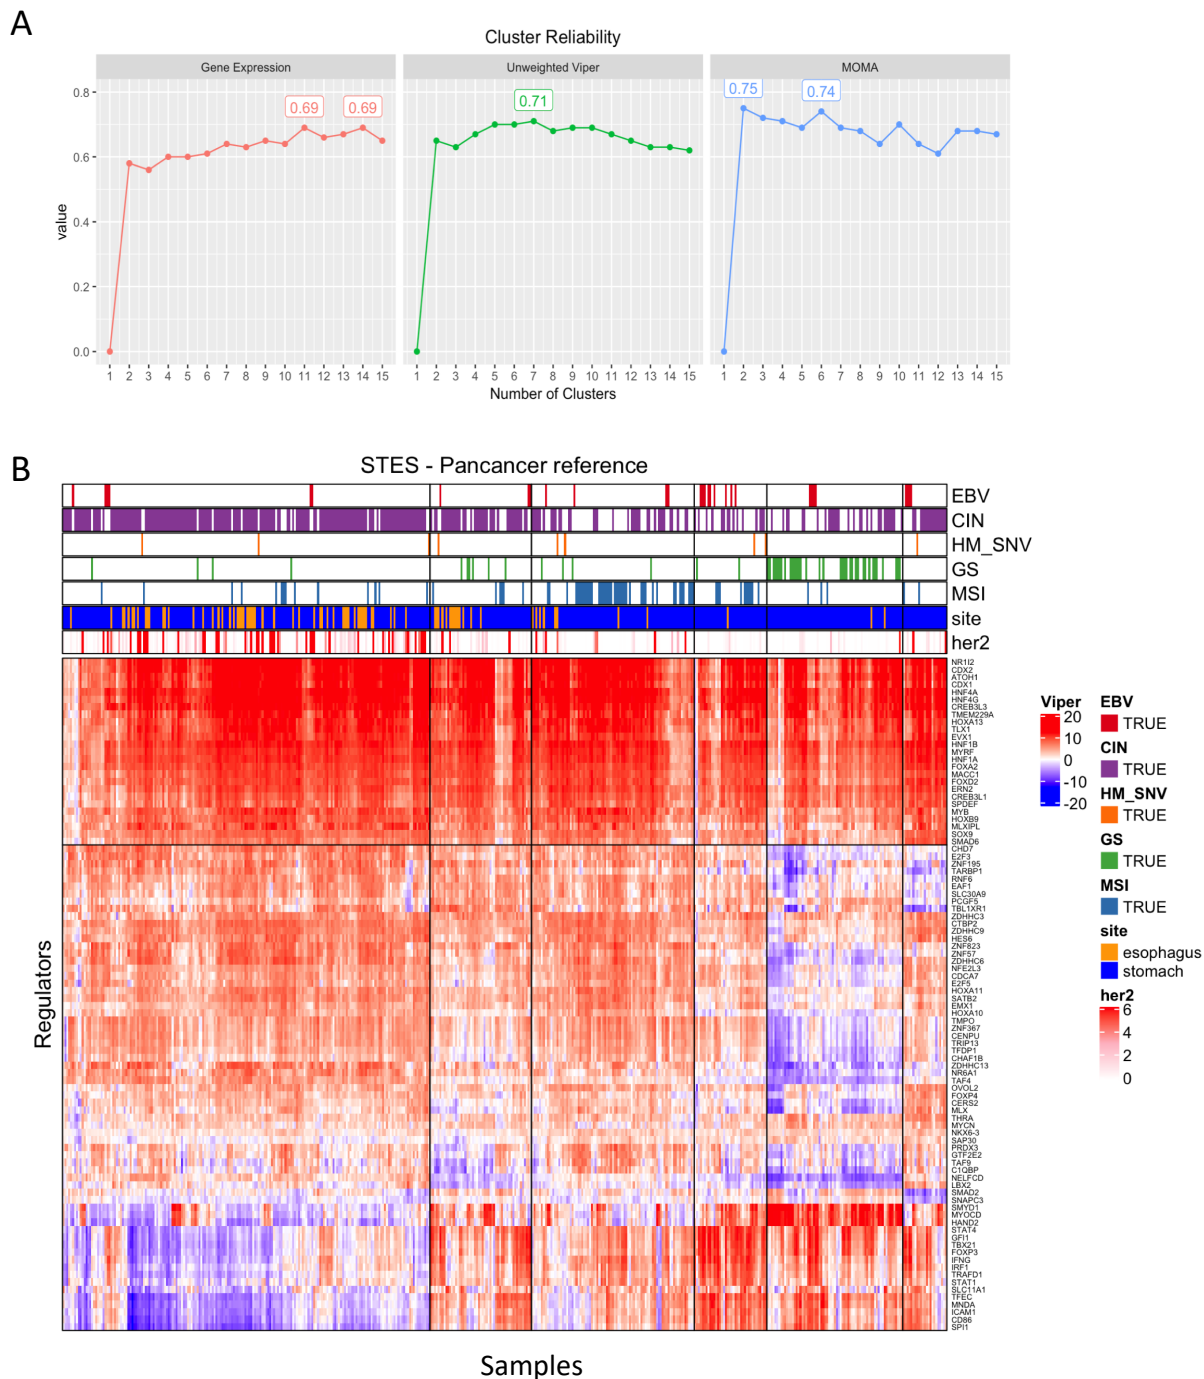 A
Cluster Reliability
Gene Expression
Unweighted Viper
MOMA
0.69
0.69
0.71
0.75
0.74
value
0.8
0.6
0.4
0.2
0.0
1 2 3 4 5 6 7 8 9 10 11 12 13 14 15
1 2 3 4 5 6 7 8 9 10 11 12 13 14 15
1 2 3 4 5 6 7 8 9 10 11 12 13 14 15
Number of Clusters
B
STES - Pancancer reference
EBV
CIN
HM_SNV
GS
MSI
site
her2
NR1I2
CDX2
ATOH1
CDX1
HNF4A
HNF4G
CREB3L3
TMEM229A
HOXA13
TLX1
EVX1
HNF1B
MYRF
HNF1A
FOXA2
MACC1
FOXD2
ERN2
CREB3L1
SPDEF
MYB
HOXB9
MLXIPL
SOX9
SMAD6
CHD7
E2F3
ZNF195
TARBP1
RNF6
EAF1
SLC30A9
PCGF5
TBL1XR1
ZDHHC3
CTBP2
ZDHHC9
HES6
ZNF823
ZNF57
ZDHHC6
NFE2L3
CDCA7
E2F5
HOXA11
SATB2
EMX1
HOXA10
TMPO
ZNF367
CENPU
TRIP13
TFDP1
CHAF1B
ZDHHC13
NR6A1
TAF4
OVOL2
FOXP4
CERS2
MLX
THRA
MYCN
NKX6-3
SAP30
PRDX3
GTF2E2
TAF9
C1QBP
NELFCD
LBX2
SMAD2
SNAPC3
SMYD1
MYOCD
HAND2
STAT4
GFI1
TBX21
FOXP3
IFNG
IRF1
TRAFD1
STAT1
SLC11A1
TFEC
MNDA
ICAM1
CD86
SPI1
Regulators
Samples
Viper
20
10
0
-10
-20
EBV
TRUE
CIN
TRUE
HM_SNV
TRUE
GS
TRUE
MSI
TRUE
site
esophagus
stomach
her2
6
4
2
0